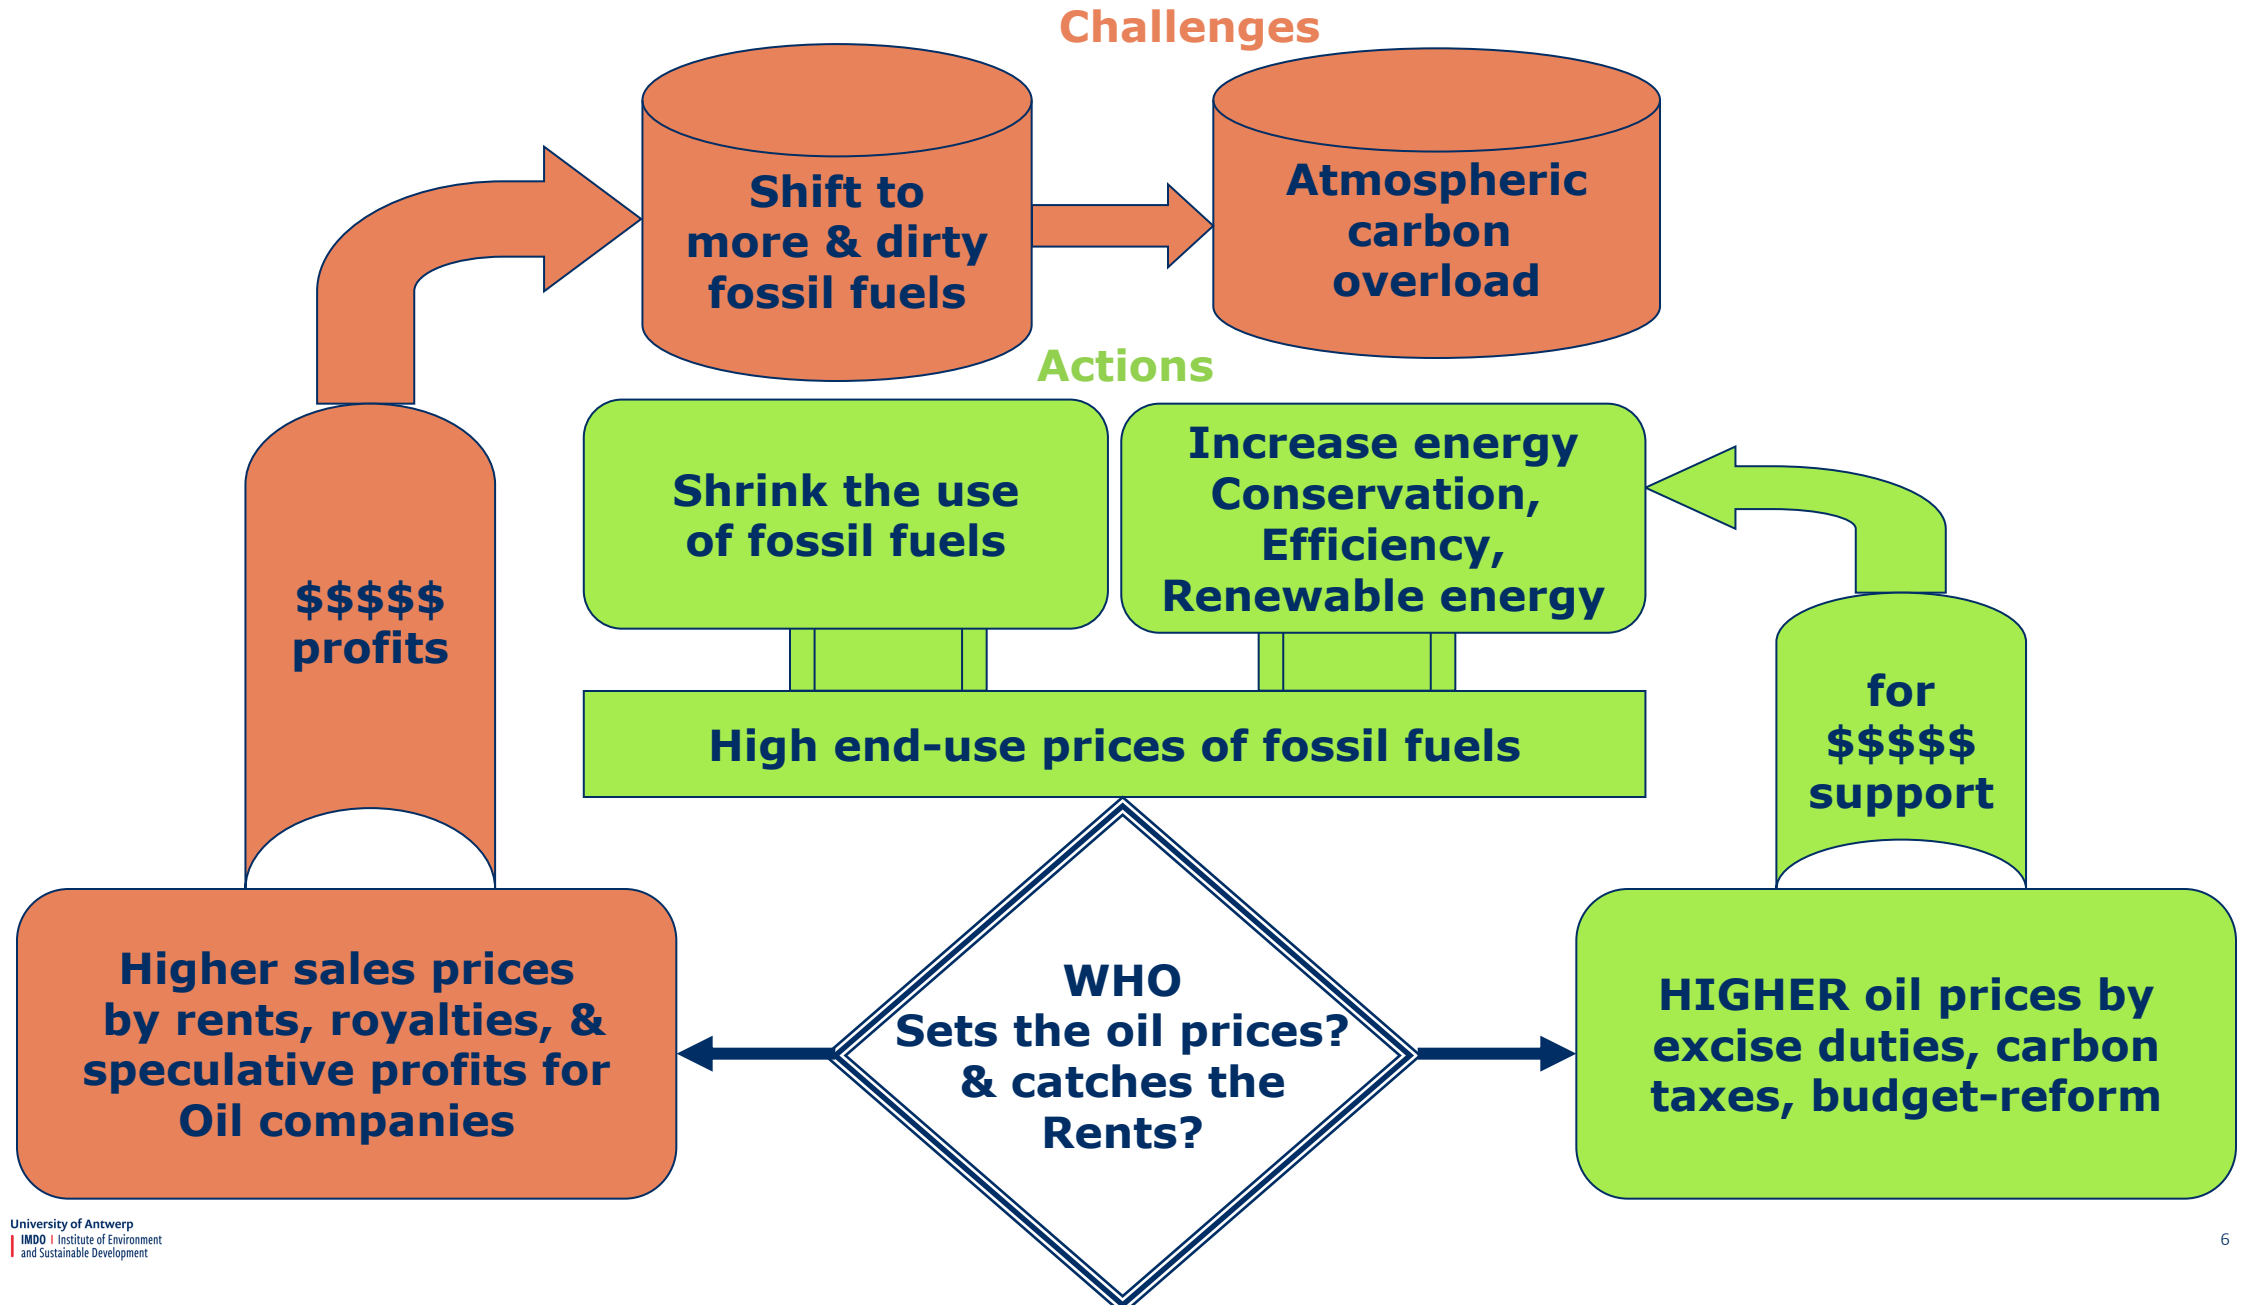 Challenges
Shift to
more & dirty
fossil fuels
Atmospheric
carbon
overload
Actions
Shrink the use
of fossil fuels
Increase energy
Conservation,
Efficiency,
Renewable energy
$$$$$
profits
High end-use prices of fossil fuels
for
$$$$$
support
Higher sales prices
by rents, royalties, &
speculative profits for
Oil companies
WHO
Sets the oil prices?
& catches the
Rents?
HIGHER oil prices by
excise duties, carbon
taxes, budget-reform
University of Antwerp
IMDO | Institute of Environment
and Sustainable Development
6